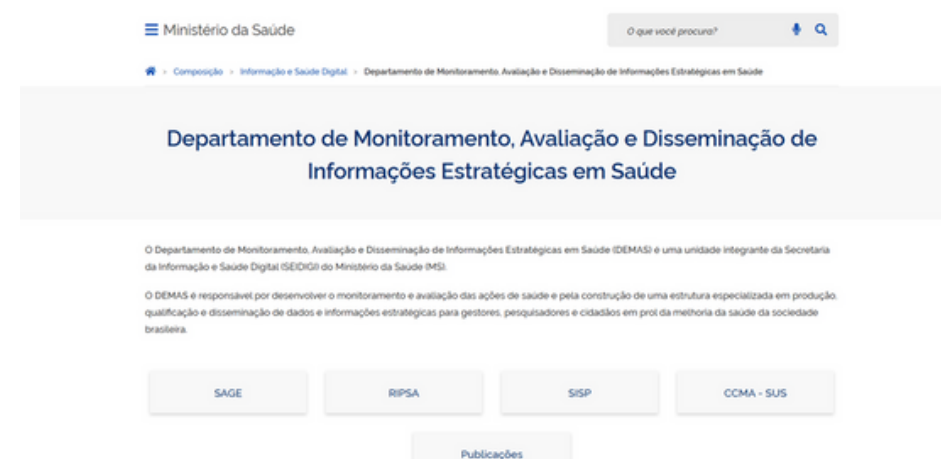 Ministério da Saúde
O que você procura?
> Composição > Informação e Saúde Digital > Departamento de Monitoramento, Avaliação e Disseminação de Informações Estratégicas em Saúde
Departamento de Monitoramento, Avaliação e Disseminação de
Informações Estratégicas em Saúde
O Departamento de Monitoramento, Avaliação e Disseminação de Informações Estratégicas em Saúde (DEMAS) é uma unidade integrante da Secretaria
da Informação e Saúde Digital (SEIDIGI) do Ministério da Saúde (MS).
O DEMAS é responsável por desenvolver o monitoramento e avaliação das ações de saúde e pela construção de uma estrutura especializada em produção,
qualificação e disseminação de dados e informações estratégicas para gestores, pesquisadores e cidadãos em prol da melhoria da saúde da sociedade
brasileira.
SAGE
RIPSA
SISP
CCMA - SUS
Publicações